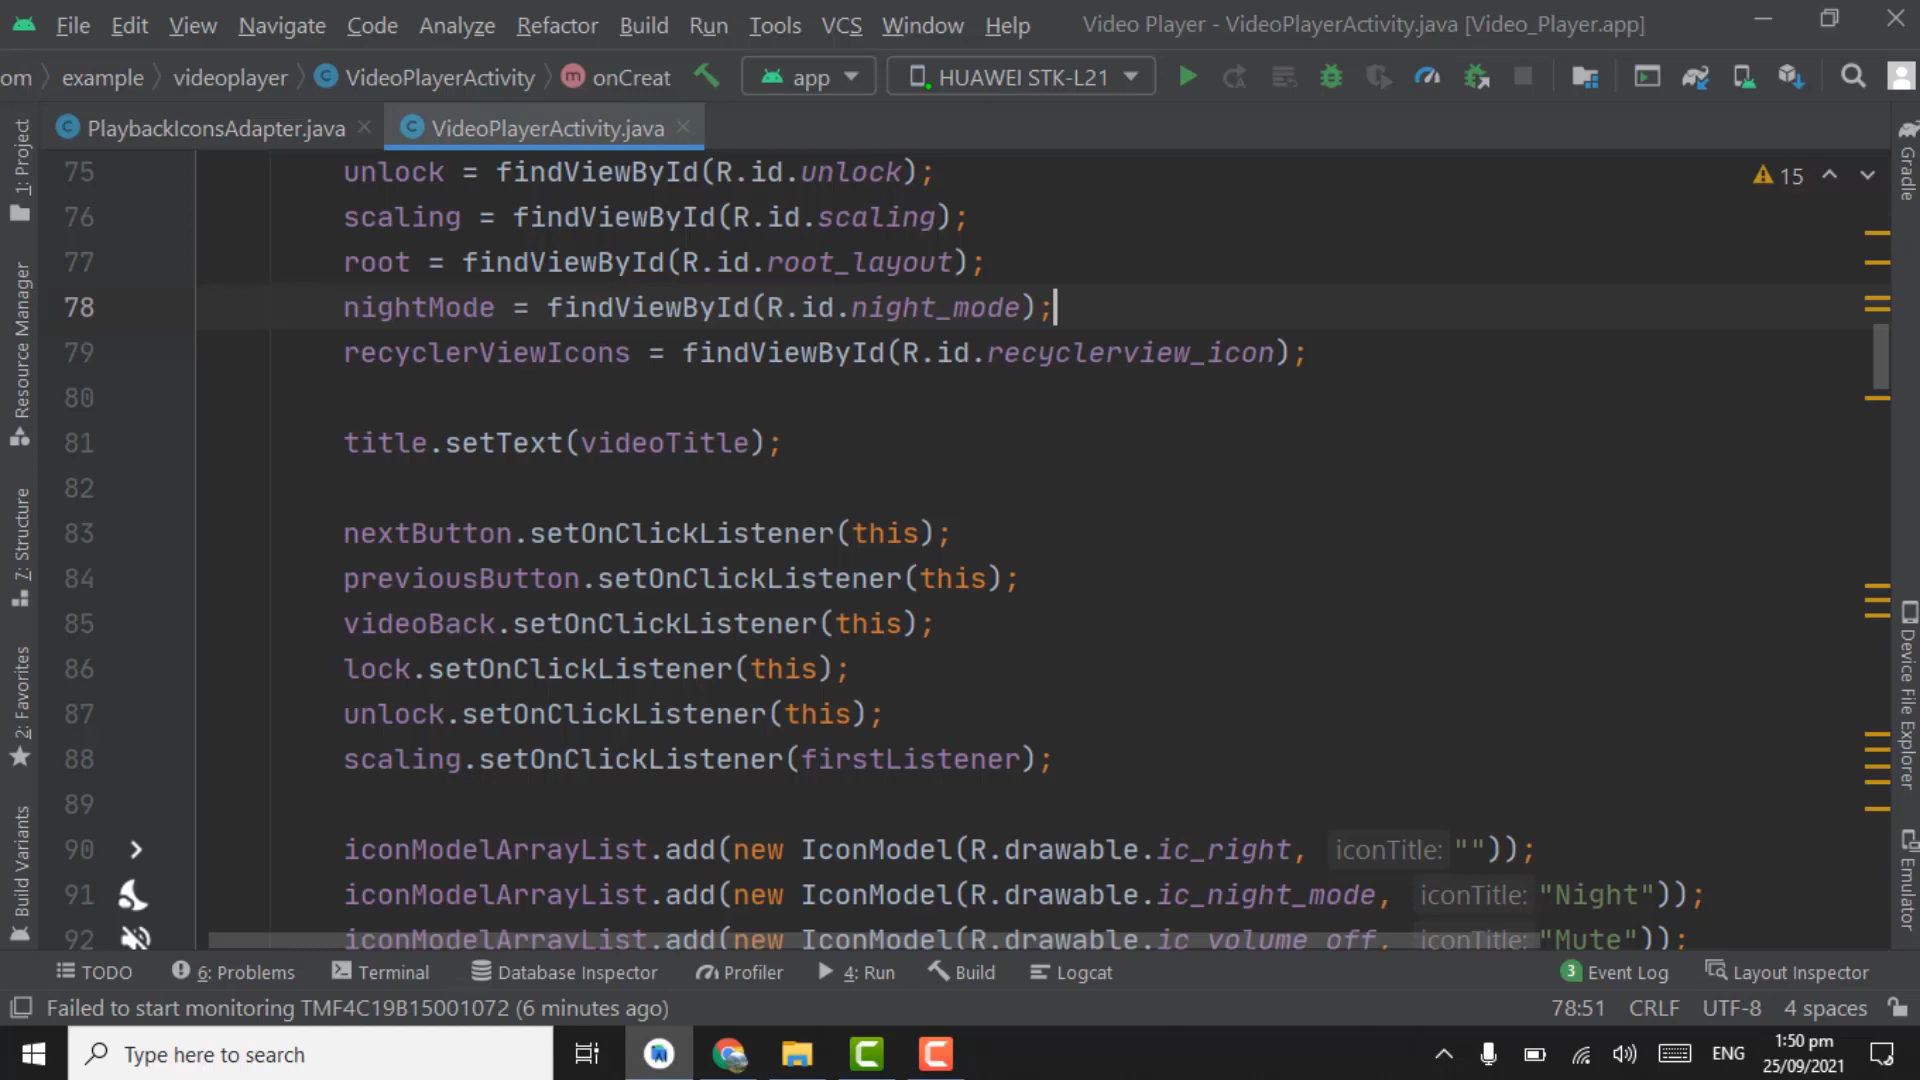 File Edit View Navigate Code Analyze Refactor Build Run Tools VCS Window Help Video Player - VideoPlayerActivity.java [Video_Player.app]
om example videoplayer VideoPlayerActivity onCreat app HUAWEI STK-L21
PlaybackIconsAdapter.java VideoPlayerActivity.java
75 unlock = findViewById(R.id.unlock);
15
76 scaling = findViewById(R.id.scaling);
77 root = findViewById(R.id.root_layout);
78 nightMode = findViewById(R.id.night_mode);
79 recyclerViewIcons = findViewById(R.id.recyclerview_icon);
80
81 title.setText(videoTitle);
82
83 nextButton.setOnClickListener(this);
84 previousButton.setOnClickListener(this);
85 videoBack.setOnClickListener(this);
86 lock.setOnClickListener(this);
87 unlock.setOnClickListener(this);
88 scaling.setOnClickListener(firstListener);
89
90 iconModelArrayList.add(new IconModel(R.drawable.ic_right, iconTitle: ""));
91 iconModelArrayList.add(new IconModel(R.drawable.ic_night_mode, iconTitle: "Night"));
92 iconModelArrayList.add(new IconModel(R.drawable.ic_volume_off, iconTitle: "Mute"));
1: Project
Resource Manager
7: Structure
2: Favorites
Build Variants
Gradle
Device File Explorer
Emulator
TODO 6: Problems Terminal Database Inspector Profiler 4: Run Build Logcat 3 Event Log Layout Inspector
Failed to start monitoring TMF4C19B15001072 (6 minutes ago) 78:51 CRLF UTF-8 4 spaces
Type here to search ENG 1:50 pm
25/09/2021